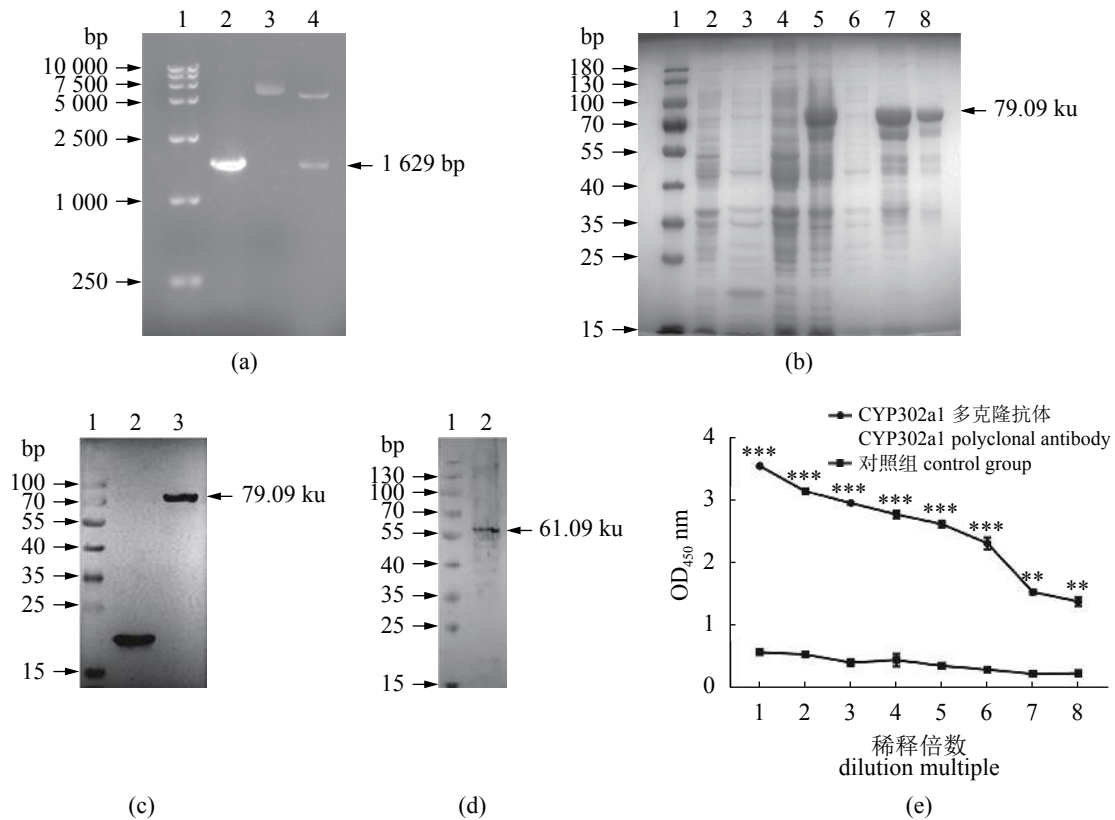 1 2 3 4
bp
10 000
7 500
5 000
2 500
1 000
250
1 629 bp
(a)
1 2 3 4 5 6 7 8
180
130
100
70
55
40
35
25
15
79.09 ku
(b)
1 2 3
bp
100
70
55
40
35
25
15
79.09 ku
(c)
1 2
bp
130
100
70
55
40
35
25
15
61.09 ku
(d)
CYP302a1 多克隆抗体
CYP302a1 polyclonal antibody
对照组 control group
4
3
2
1
0
OD450 nm
*** *** *** *** *** *** ** **
1 2 3 4 5 6 7 8
稀释倍数
dilution multiple
(e)